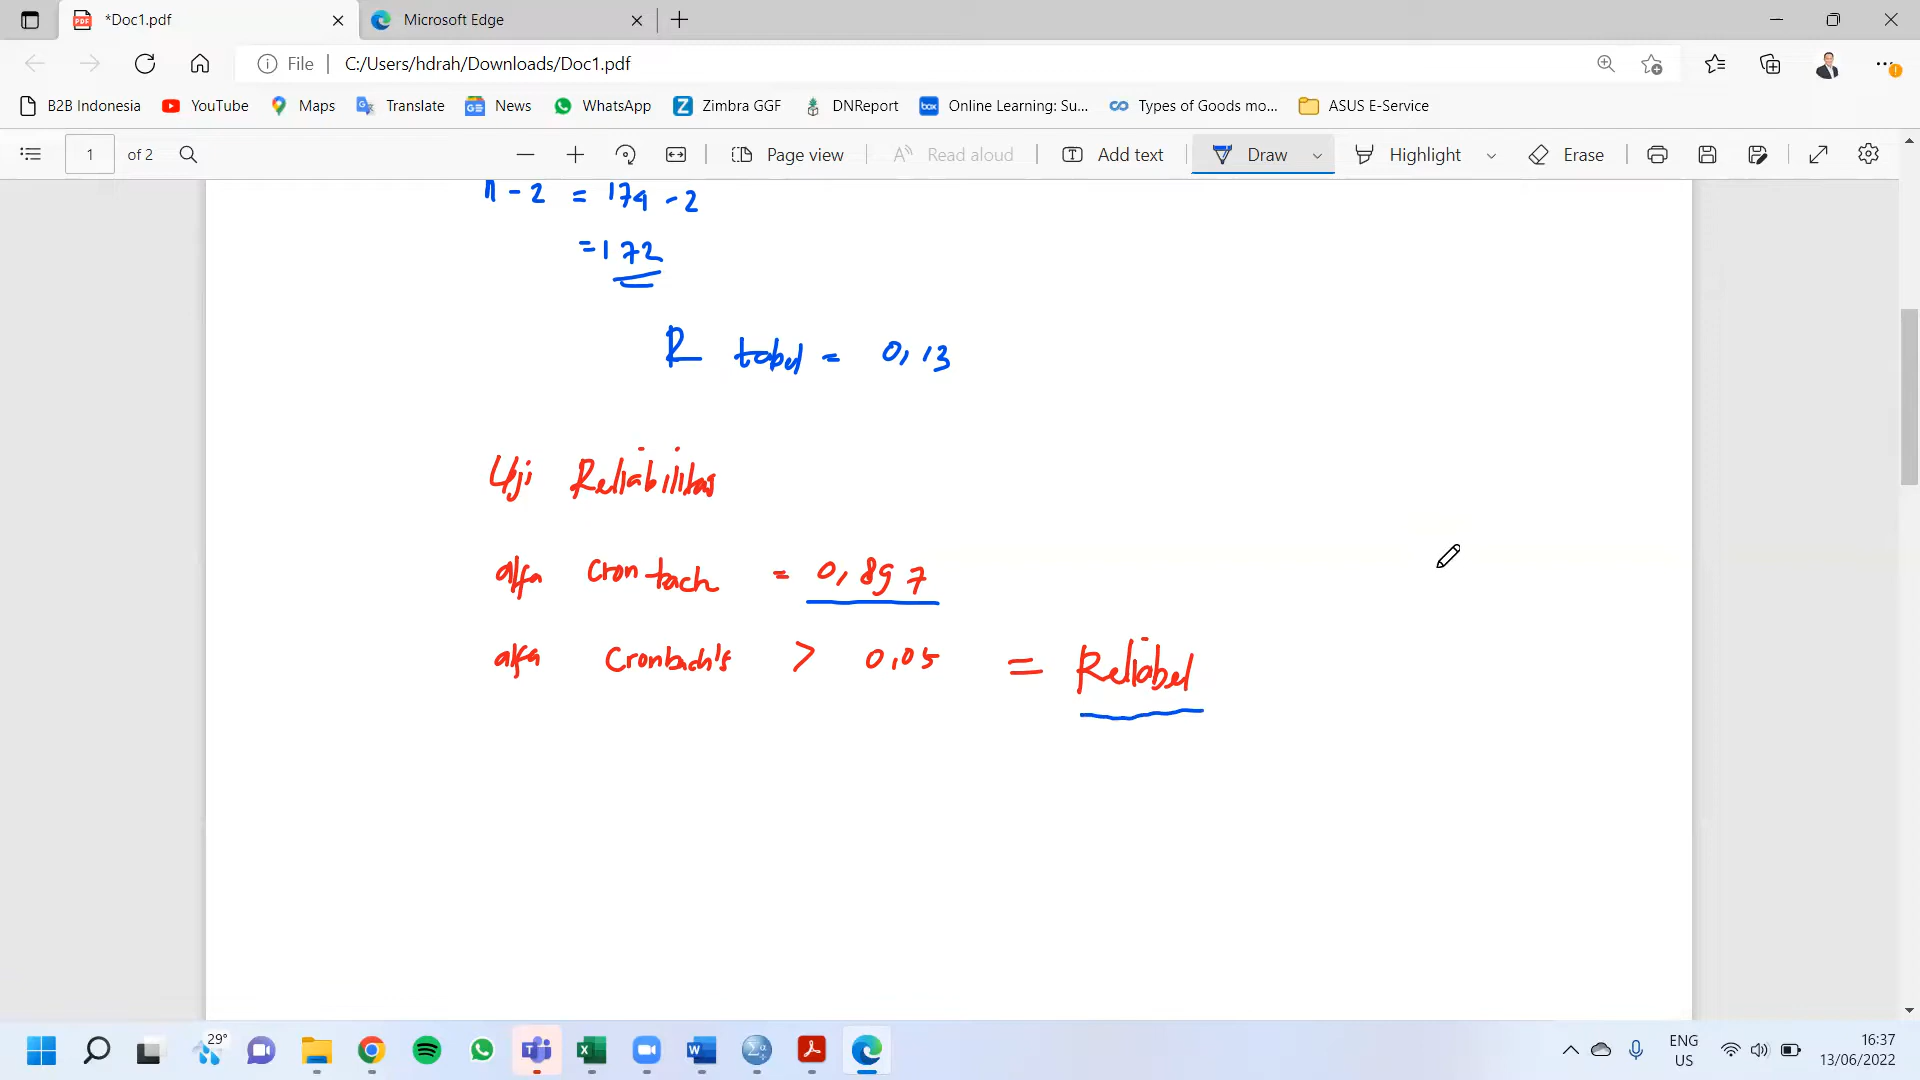 *Doc1.pdf
Microsoft Edge
File
C:/Users/hdrah/Downloads/Doc1.pdf
B2B Indonesia
YouTube
Maps
Translate
News
WhatsApp
Zimbra GGF
DNReport
Online Learning: Su...
Types of Goods mo...
ASUS E-Service
1 of 2
Page view
Read aloud
Add text
Draw
Highlight
Erase
n - 2 = 174 - 2
= 172
R tabel = 0,13
Uji Reliabilitas
alfa Cronbach = 0,897
alfa Cronbach's > 0,05 = Reliabel
29°
ENG
US
16:37
13/06/2022